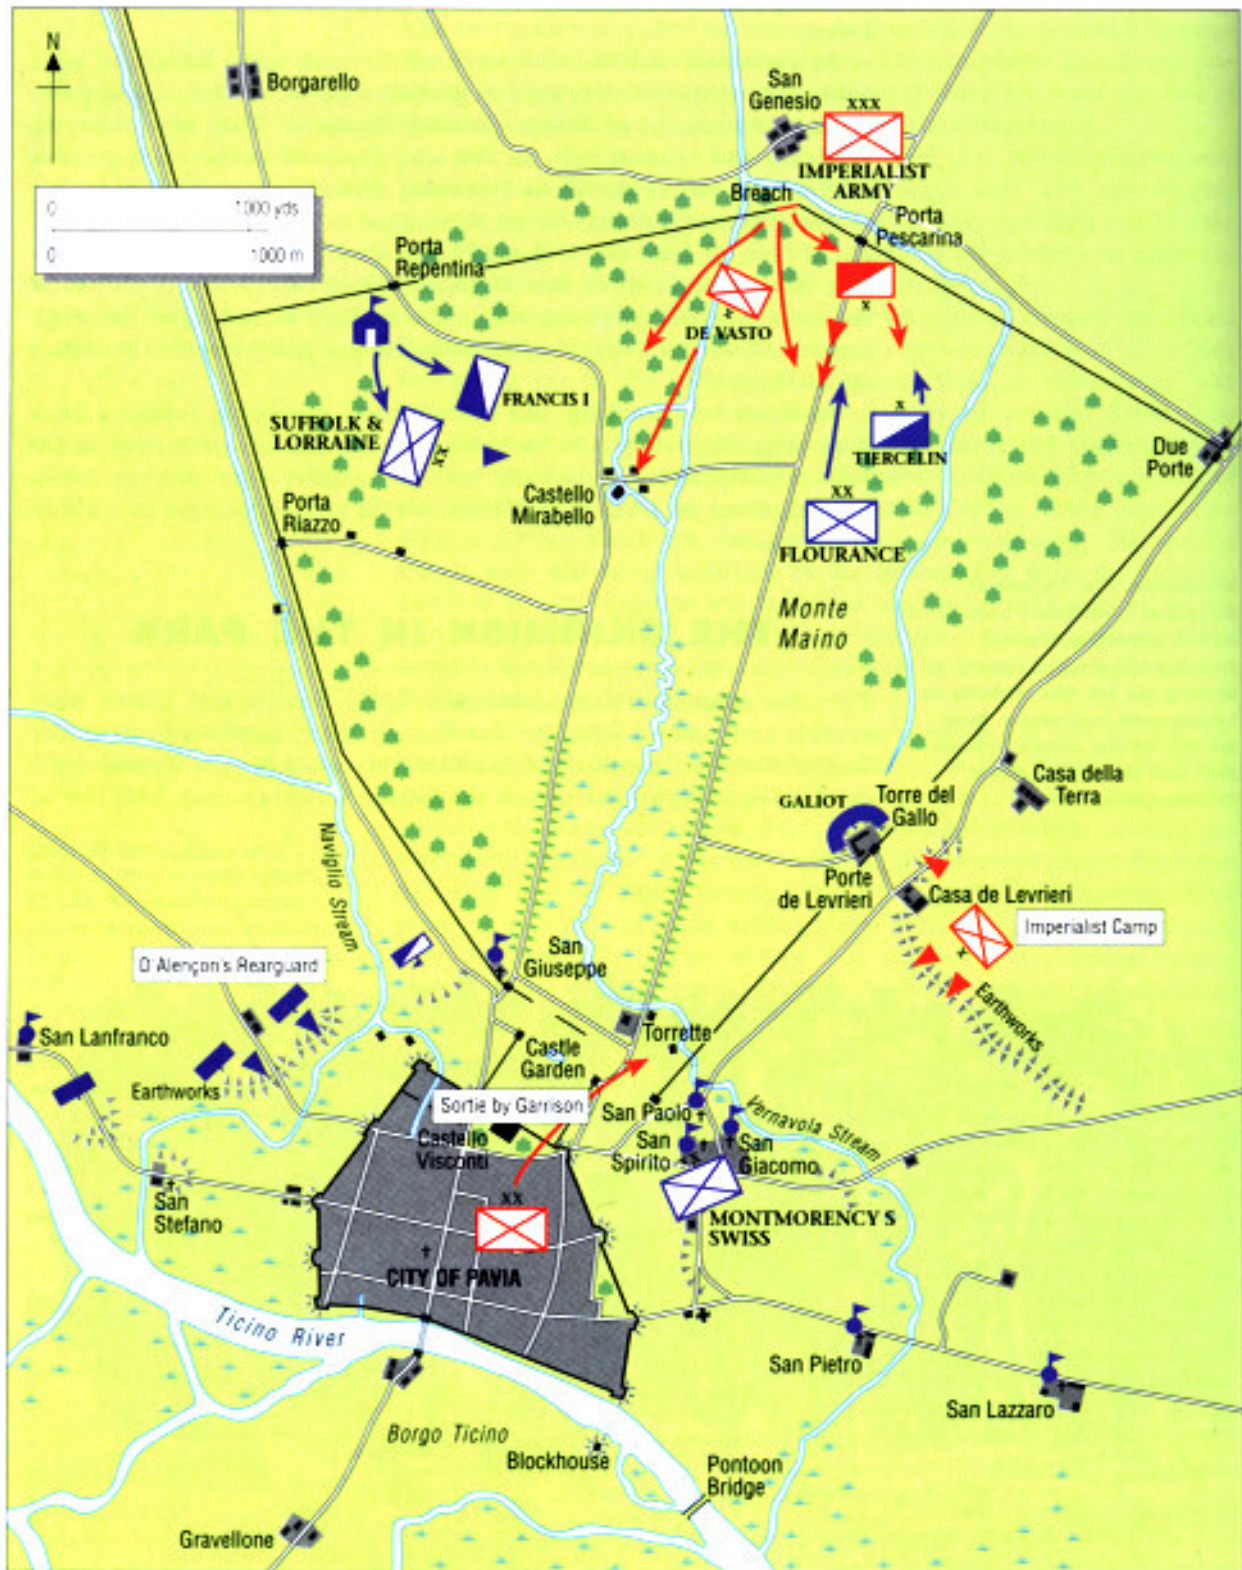 N
Borgarello
San
Genesio
xxx
IMPERIALIST
ARMY
0 1000 yds
0 1000 m
Breach
Porta
Pescarina
Porta
Repentina
x
DE VASTO
x
FRANCIS I
SUFFOLK &
LORRAINE
xx
x
TIERCELIN
Due
Porte
Castello
Mirabello
xx
FLOURANCE
Porta
Riazzo
Monte
Maino
Casa della
Terra
GALIOT
Torre del
Gallo
Porte
de Levrieri
Casa de Levrieri
x
Imperialist Camp
Earthworks
Naviglio Stream
D'Alençon's Rearguard
San
Giuseppe
San Lanfranco
Earthworks
Torrette
Castle
Garden
Sortie by Garrison
San Paolo
Vernavola Stream
San
Spirito
San
Giacomo
Castello
Visconti
San
Stefano
xx
MONTMORENCY S
SWISS
CITY OF PAVIA
Ticino River
San Pietro
San Lazzaro
Borgo Ticino
Blockhouse
Pontoon
Bridge
Gravellone